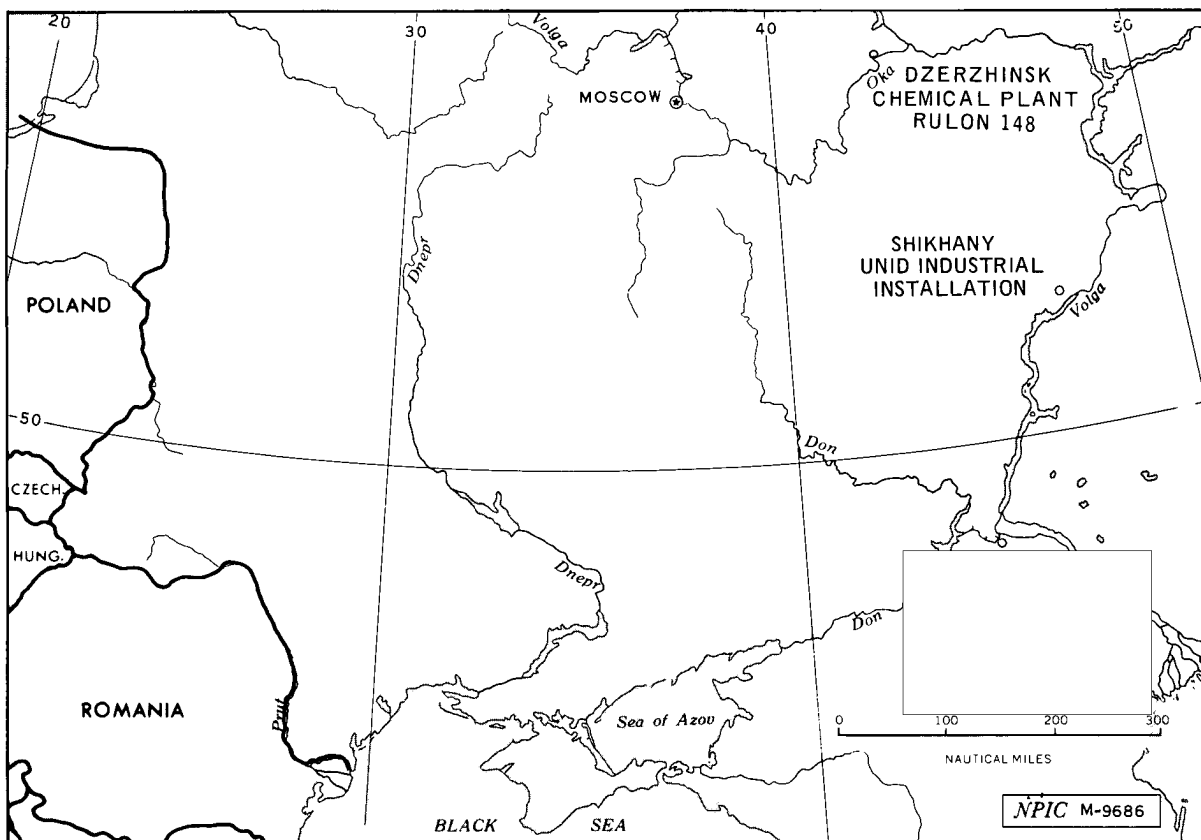 20
30
Volga
40
50
MOSCOW
Oka
DZERZHINSK
CHEMICAL PLANT
RULON 148
Dnepr
SHIKHANY
UNID INDUSTRIAL
INSTALLATION
Volga
POLAND
50
Don
CZECH.
HUNG.
Dnepr
Don
ROMANIA
Prut
Sea of Azov
0 100 200 300
NAUTICAL MILES
BLACK SEA
NPIC M-9686